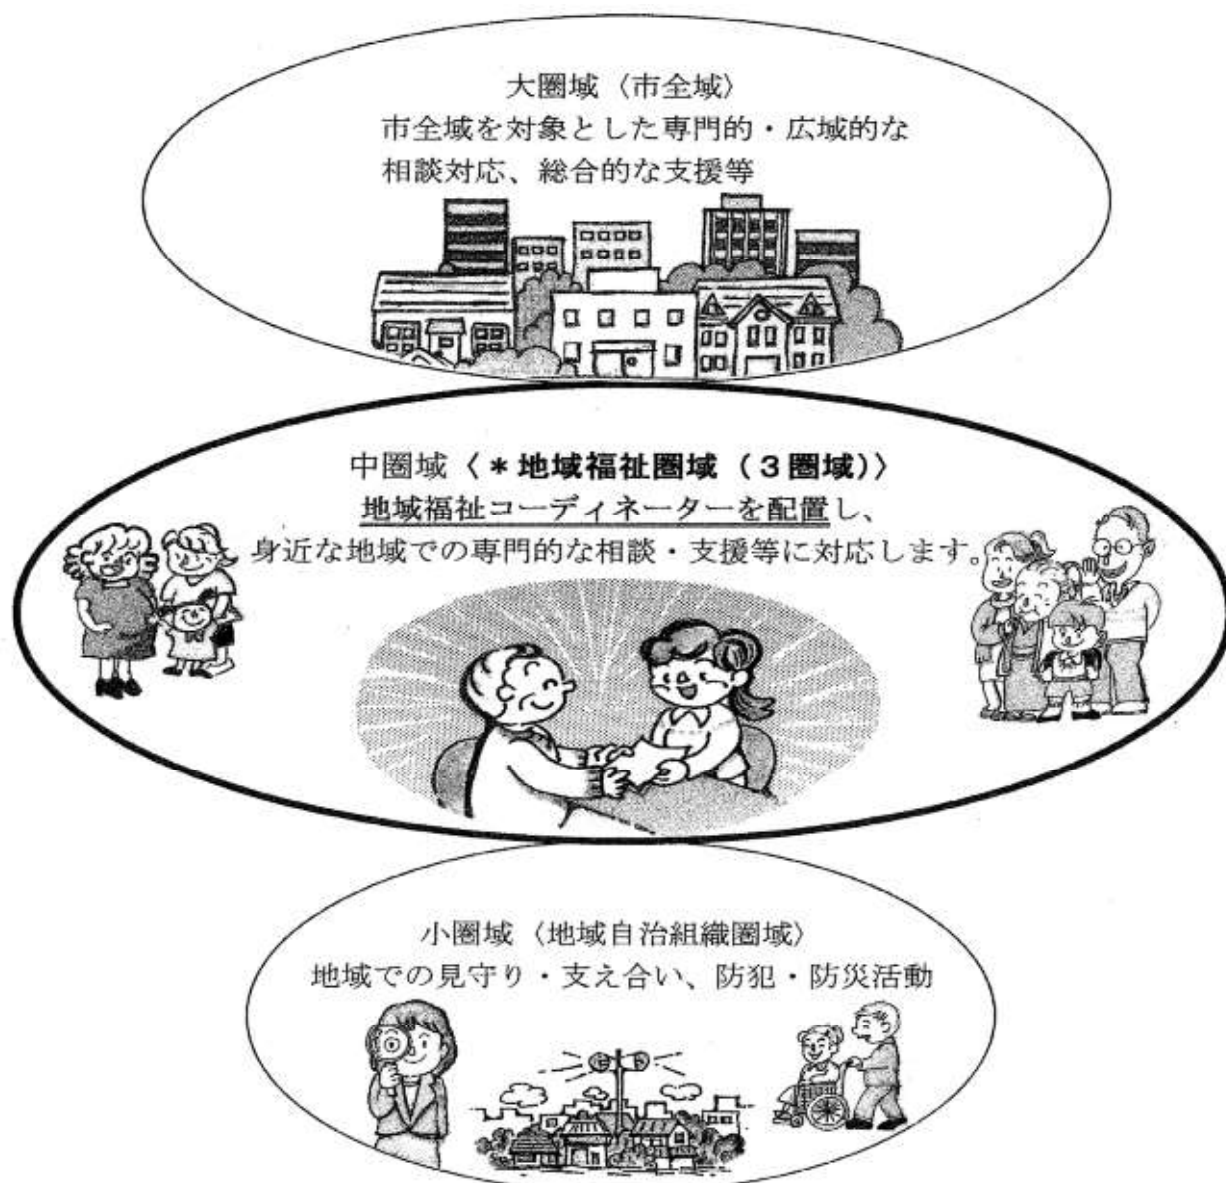 大圏域〈市全域〉
市全域を対象とした専門的・広域的な
相談対応、総合的な支援等
中圏域〈＊地域福祉圏域（３圏域）〉
地域福祉コーディネーターを配置し、
身近な地域での専門的な相談・支援等に対応します。
小圏域〈地域自治組織圏域〉
地域での見守り・支え合い、防犯・防災活動